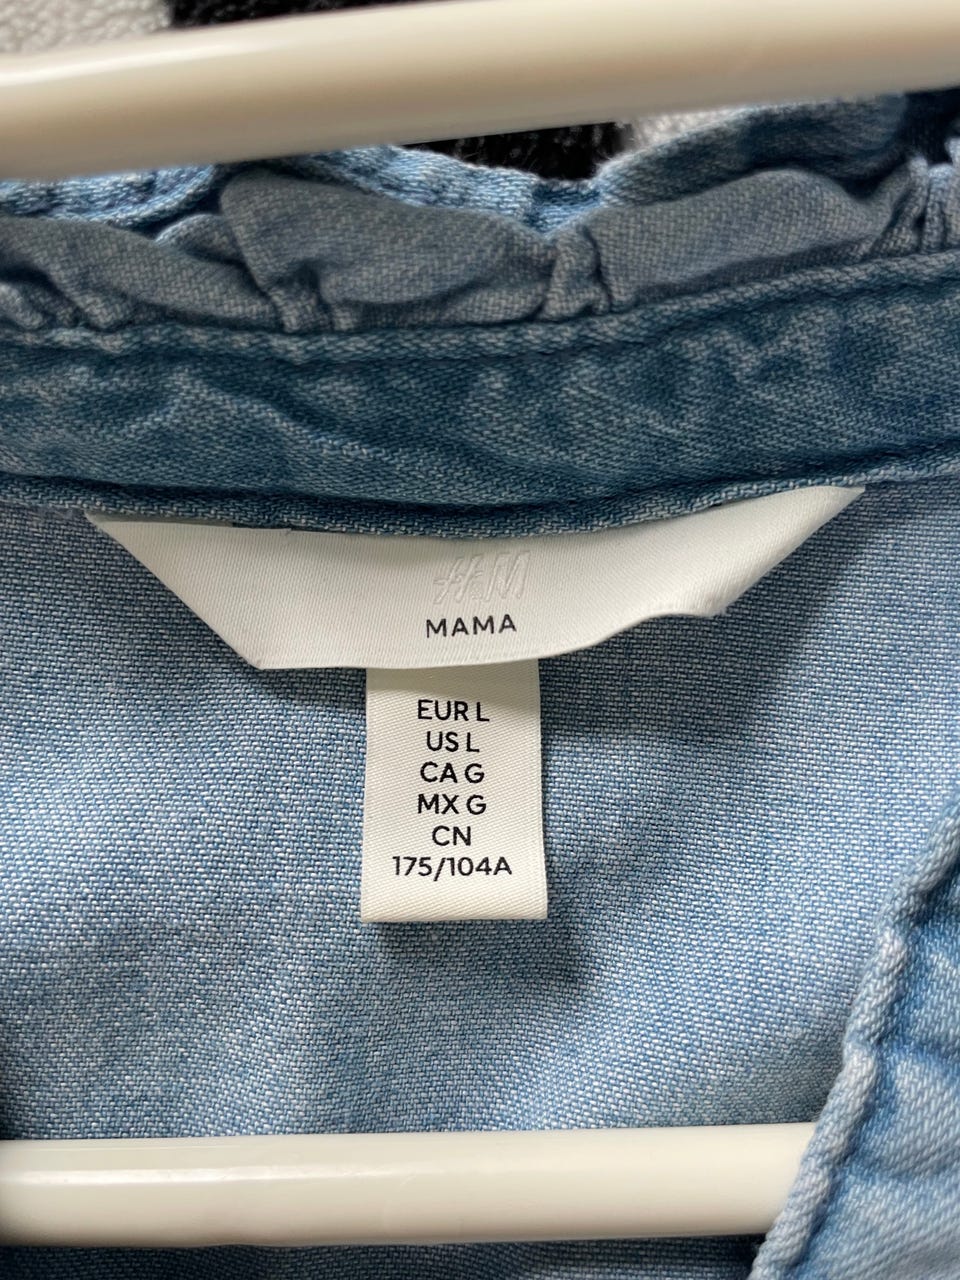 H&M
MAMA
EUR L
US L
CA G
MX G
CN
175/104A